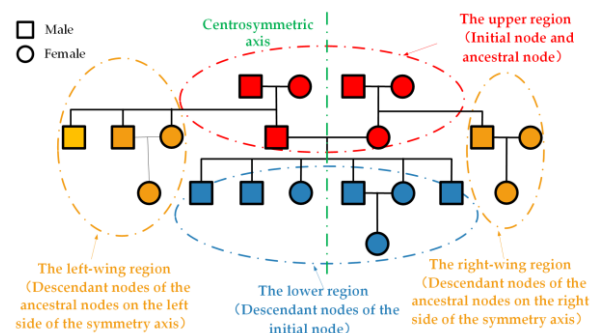 Male
Female
Centrosymmetric
axis
The upper region
(Initial node and
ancestral node)
The left-wing region
(Descendant nodes of the
ancestral nodes on the left
side of the symmetry axis)
The lower region
(Descendant nodes of the
initial node)
The right-wing region
(Descendant nodes of the
ancestral nodes on the right
side of the symmetry axis)